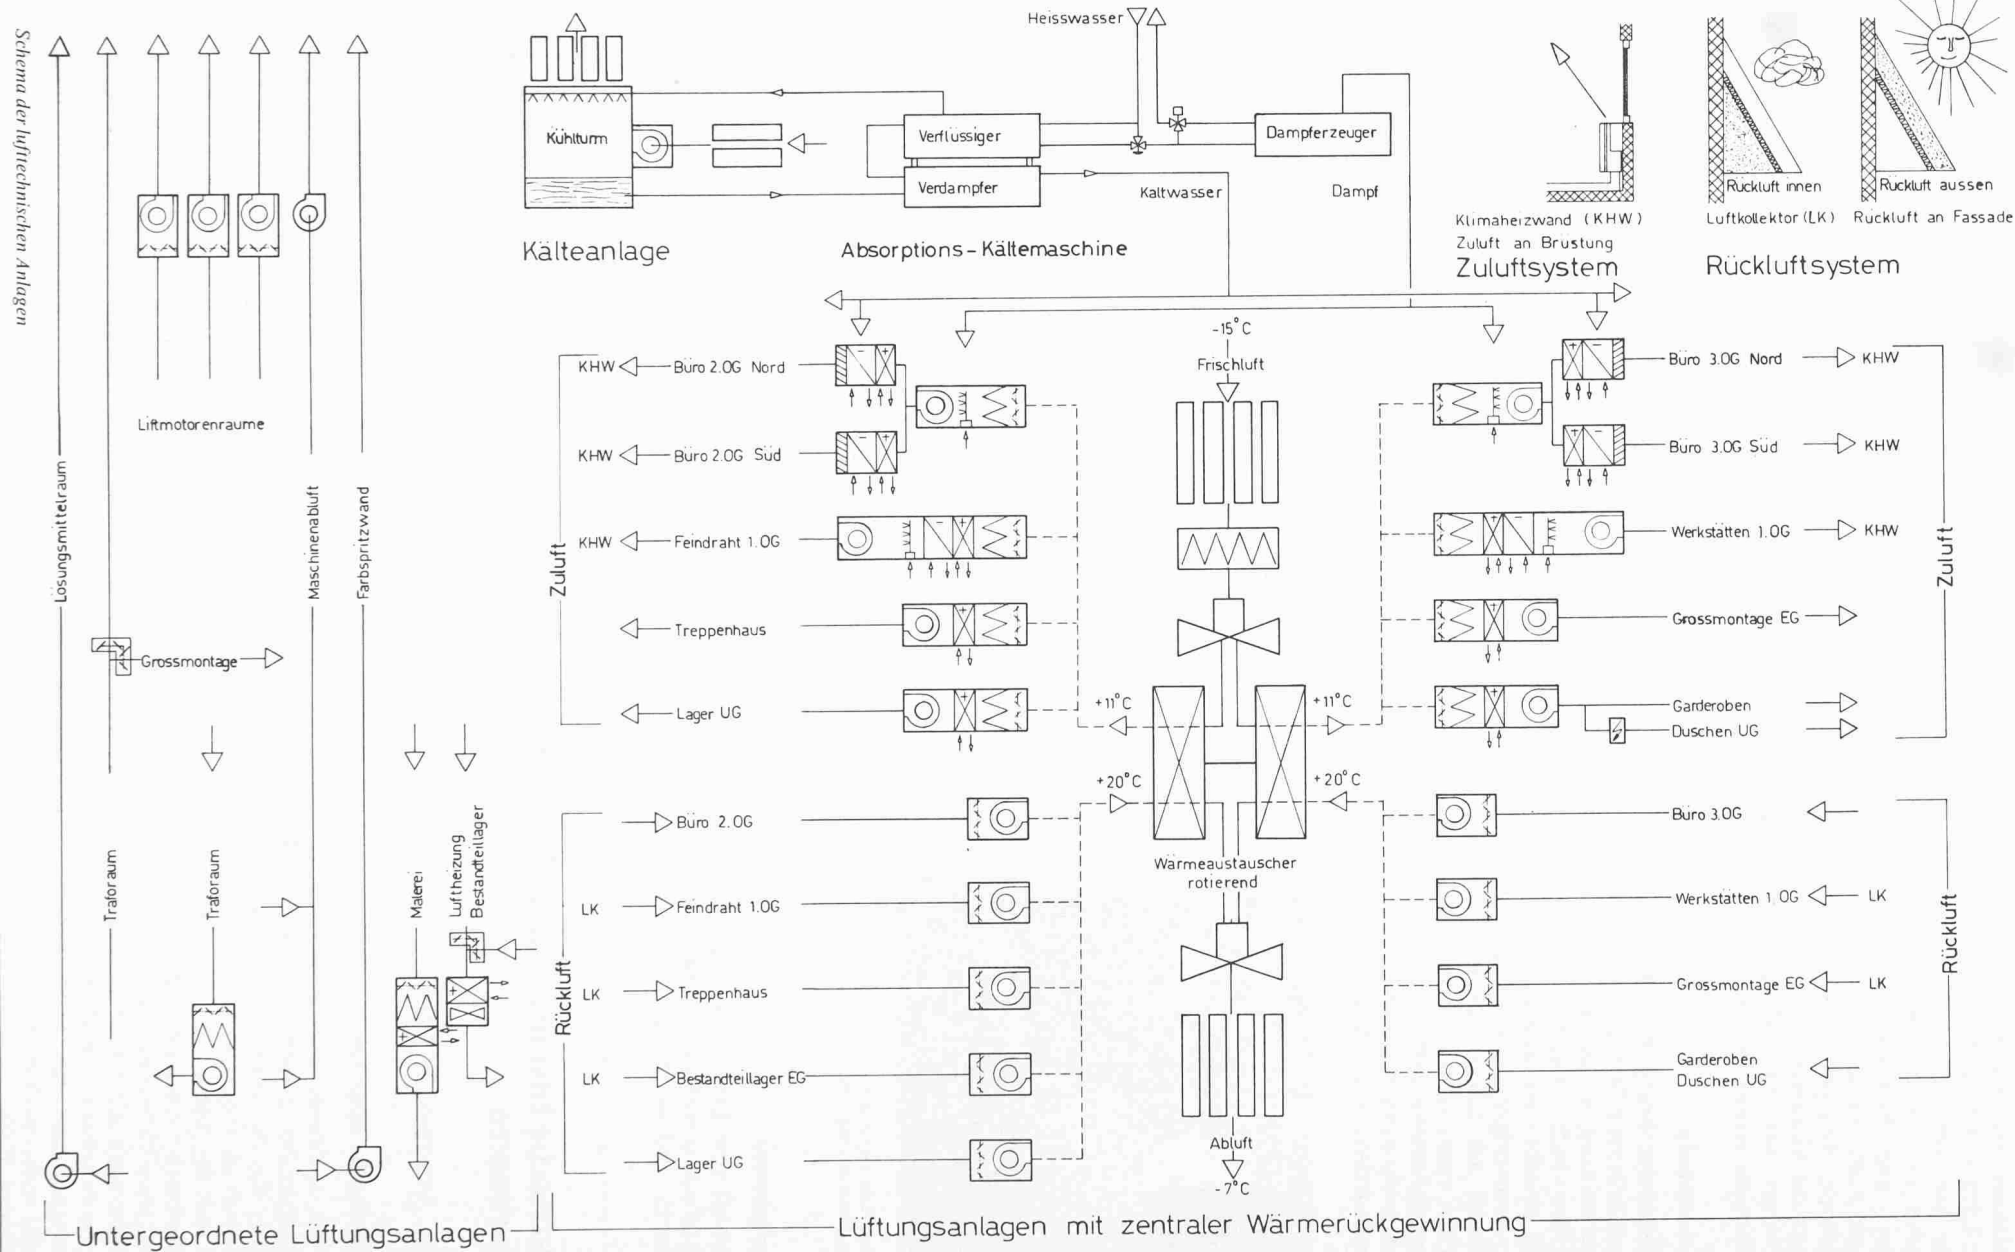 Schema der lufttechnischen Anlagen
Heisswasser
Kühlturm
Verflüssiger
Verdampfer
Dampferzeuger
Kaltwasser
Dampf
Kälteanlage
Absorptions-Kältemaschine
Klimaheizwand (KHW)
Zuluft an Brüstung
Zuluftsystem
Rückluft innen
Luftkollektor (LK)
Rückluft aussen
Rückluft an Fassade
Rückluftsystem
Liftmotorenraume
Lösungsmittelraum
Maschinenabluft
Farbspritzwand
Grossmontage
Traforaum
Traforaum
Malerei
Luftheizung
Bestandteillager
Untergeordnete Lüftungsanlagen
Zuluft
KHW Büro 2.OG Nord
KHW Büro 2.OG Süd
KHW Feindraht 1.OG
Treppenhaus
Lager UG
Rückluft
Büro 2.OG
LK Feindraht 1.OG
LK Treppenhaus
LK Bestandteillager EG
Lager UG
-15°C
Frischluft
+11°C
+11°C
+20°C
+20°C
Wärmeaustauscher
rotierend
Abluft
-7°C
Büro 3.OG Nord KHW
Büro 3.OG Süd KHW
Werkstätten 1.OG KHW
Grossmontage EG
Garderoben
Duschen UG
Zuluft
Büro 3.OG
Werkstätten 1.OG LK
Grossmontage EG LK
Garderoben
Duschen UG
Rückluft
Lüftungsanlagen mit zentraler Wärmerückgewinnung